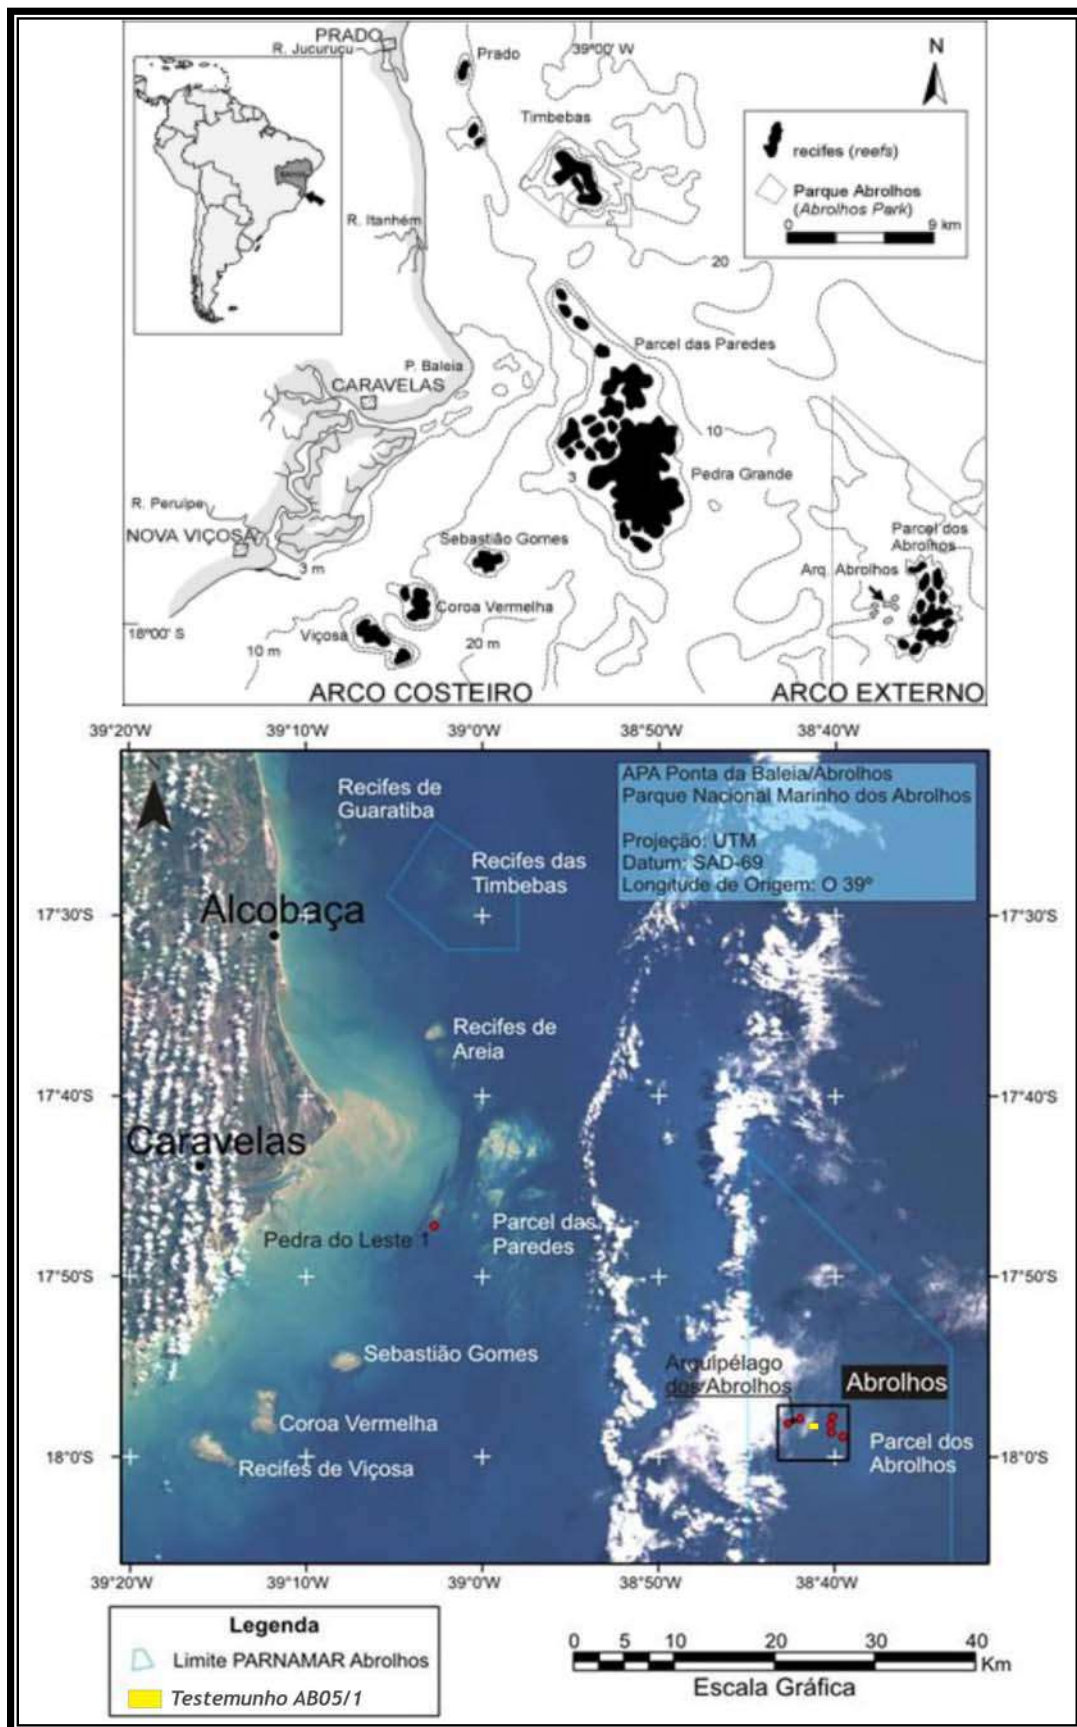 PRADO
R. Jucuruçu
Prado
39°00' W
N
Timbebas
recifes (reefs)
Parque Abrolhos
(Abrolhos Park)
0 9 km
R. Itanhém
20
Parcel das Paredes
P. Baleia
CARAVELAS
10
3
Pedra Grande
R. Peruípe
NOVA VIÇOSA
Parcel dos
Abrolhos
Sebastião Gomes
Arq. Abrolhos
3 m
Coroa Vermelha
18°00' S
Viçosa
10 m
20 m
ARCO COSTEIRO
ARCO EXTERNO
39°20'W 39°10'W 39°0'W 38°50'W 38°40'W
APA Ponta da Baleia/Abrolhos
Parque Nacional Marinho dos Abrolhos
Projeção: UTM
Datum: SAD-69
Longitude de Origem: O 39º
Recifes de
Guaratiba
Recifes das
Timbebas
Alcobaça
17°30'S 17°30'S
Recifes de
Areia
17°40'S 17°40'S
Caravelas
Parcel das
Paredes
Pedra do Leste 1
17°50'S 17°50'S
Sebastião Gomes
Arquipélago
dos Abrolhos
Abrolhos
Coroa Vermelha
Parcel dos
Abrolhos
Recifes de Viçosa
18°0'S 18°0'S
39°20'W 39°10'W 39°0'W 38°50'W 38°40'W
Legenda
Limite PARNAMAR Abrolhos
Testemunho AB05/1
0 5 10 20 30 40
Km
Escala Gráfica